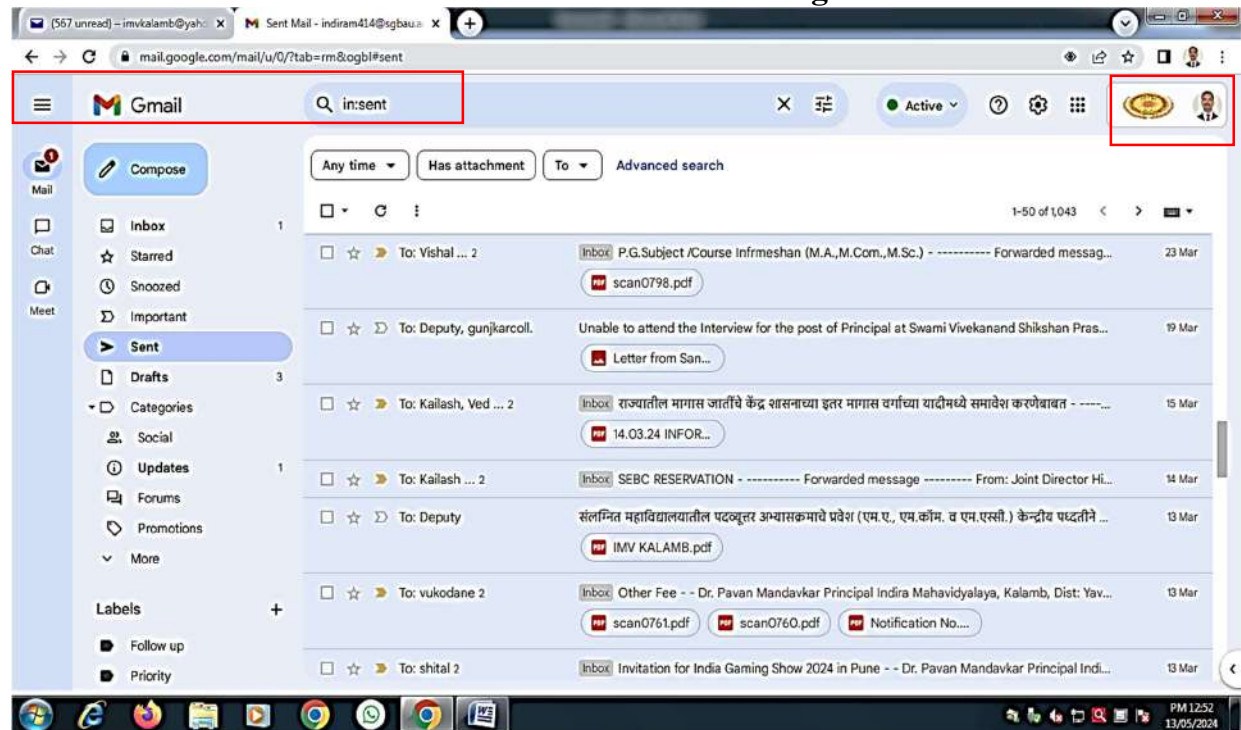 (567 unread) – imvkalamb@yaho X Sent Mail - indiram414@sgbau.a X +
mail.google.com/mail/u/0/?tab=rm&ogbl#sent
Gmail in:sent Active
Mail
Compose
Any time Has attachment To Advanced search
1–50 of 1,043
Inbox 1
Chat
Starred
To: Vishal ... 2 Inbox P.G.Subject /Course Infrmeshan (M.A.,M.Com.,M.Sc.) - ---------- Forwarded messag... 23 Mar
scan0798.pdf
Snoozed
Meet
Important
To: Deputy, gunjkarcoll. Unable to attend the Interview for the post of Principal at Swami Vivekanand Shikshan Pras... 19 Mar
Letter from San...
Sent
Drafts 3
Categories
To: Kailash, Ved ... 2 Inbox राज्यातील मागास जातींचे केंद्र शासनाच्या इतर मागास वर्गाच्या यादीमध्ये समावेश करणेबाबत - ----... 15 Mar
PDF 14.03.24 INFOR...
Social
Updates 1
To: Kailash ... 2 Inbox SEBC RESERVATION - ---------- Forwarded message --------- From: Joint Director Hi... 14 Mar
Forums
Promotions
To: Deputy संलग्नित महाविद्यालयातील पदव्यूत्तर अभ्यासक्रमाचे प्रवेश (एम.ए., एम.कॉम. व एम.एस्सी.) केन्द्रीय पध्दतीने ... 13 Mar
PDF IMV KALAMB.pdf
More
To: vukodane 2 Inbox Other Fee - - Dr. Pavan Mandavkar Principal Indira Mahavidyalaya, Kalamb, Dist: Yav... 13 Mar
PDF scan0761.pdf PDF scan0760.pdf PDF Notification No....
Labels +
Follow up
Priority
To: shital 2 Inbox Invitation for India Gaming Show 2024 in Pune - - Dr. Pavan Mandavkar Principal Indi... 13 Mar
PM 12:52
13/05/2024